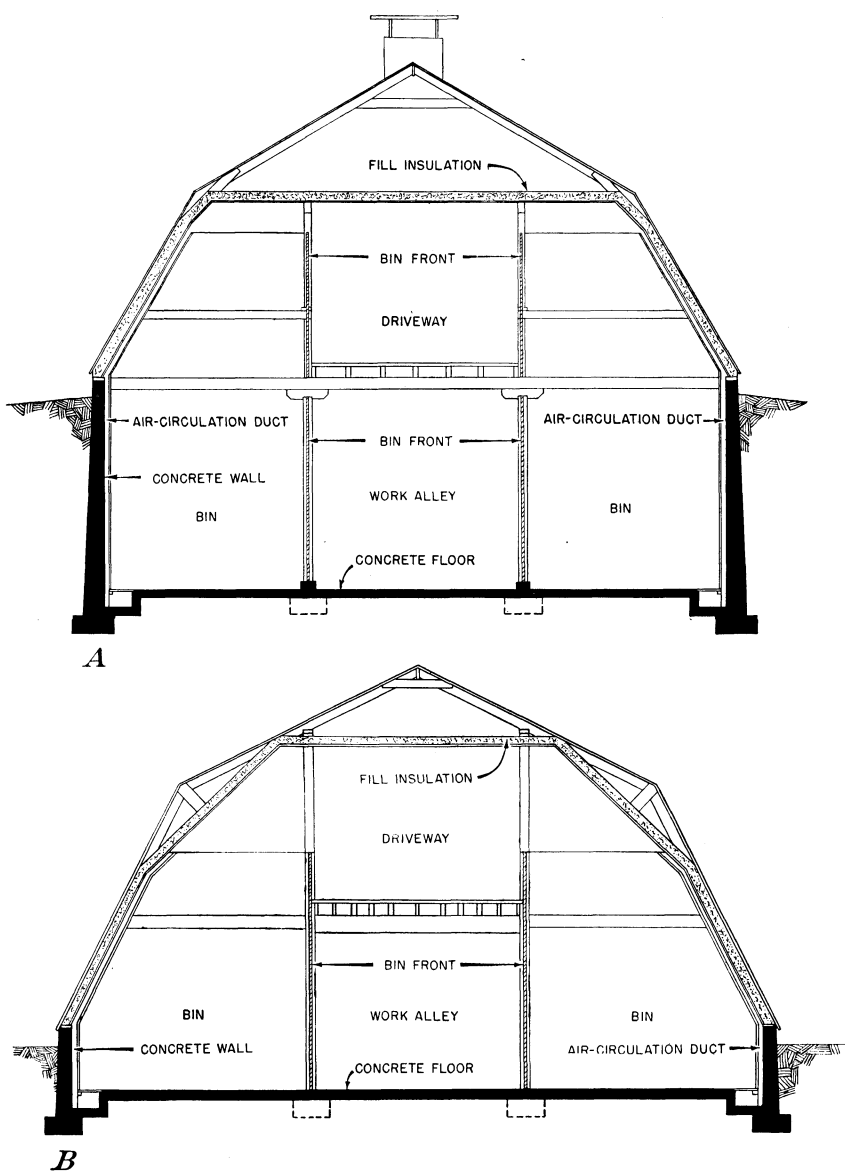 FILL INSULATION
BIN FRONT
DRIVEWAY
AIR-CIRCULATION DUCT
AIR-CIRCULATION DUCT
BIN FRONT
CONCRETE WALL
WORK ALLEY
BIN
BIN
CONCRETE FLOOR
A
FILL INSULATION
DRIVEWAY
BIN FRONT
BIN
WORK ALLEY
BIN
CONCRETE WALL
AIR-CIRCULATION DUCT
CONCRETE FLOOR
B